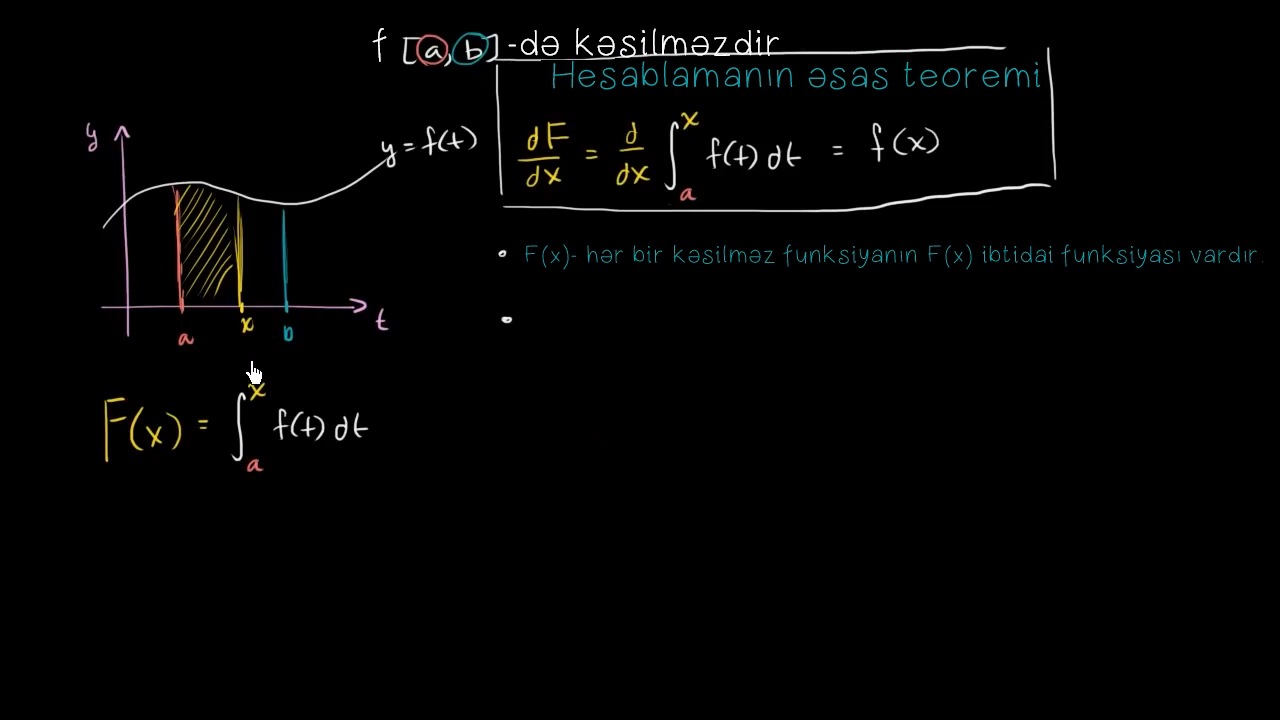 f [a, b] -də kəsilməzdir
Hesablamanın əsas teoremi
dF/dx = d/dx ∫ₐˣ f(t) dt = f(x)
y
y = f(t)
a
x
b
t
• F(x)- hər bir kəsilməz funksiyanın F(x) ibtidai funksiyası vardır.
•
F(x) = ∫ₐˣ f(t) dt